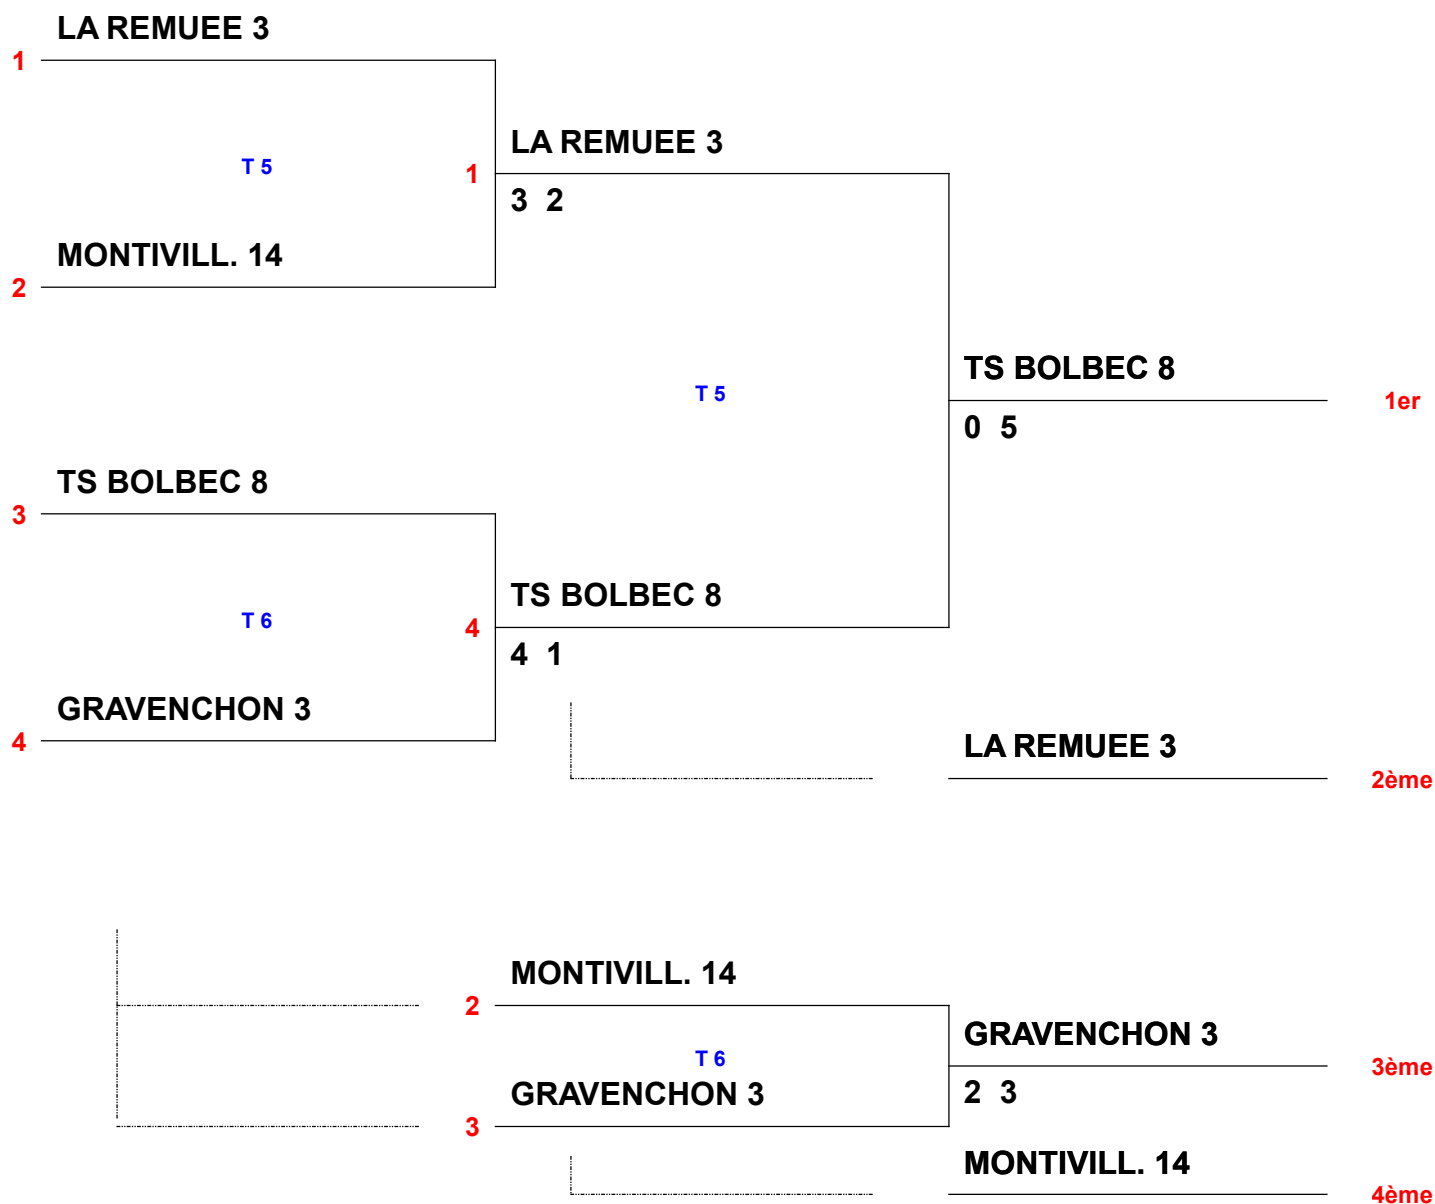 LA REMUEE 3
1
LA REMUEE 3
T 5
1
3 2
MONTIVILL. 14
2
TS BOLBEC 8
T 5
1er
0 5
TS BOLBEC 8
3
TS BOLBEC 8
T 6
4
4 1
GRAVENCHON 3
4
LA REMUEE 3
2ème
MONTIVILL. 14
2
GRAVENCHON 3
T 6
3ème
GRAVENCHON 3
2 3
3
MONTIVILL. 14
4ème